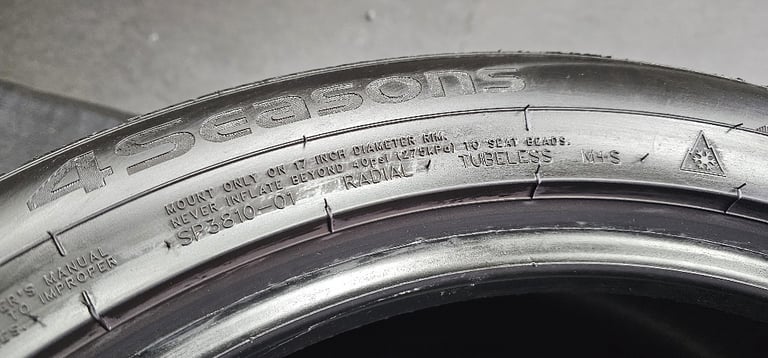 4Seasons
MOUNT ONLY ON 17 INCH DIAMETER RIM.
NEVER INFLATE BEYOND 40PSI (275KPa) TO SEAT BEADS.
SP3810-01 RADIAL TUBELESS M+S
ER'S MANUAL
TO IMPROPER